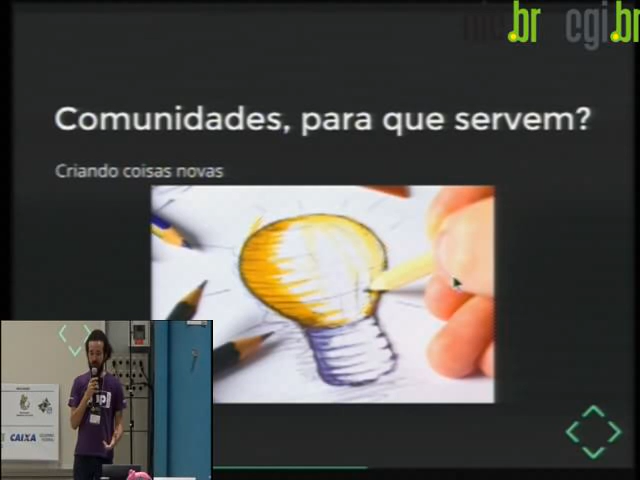 nic.br cgi.br
Comunidades, para que servem?
Criando coisas novas
CAIXA